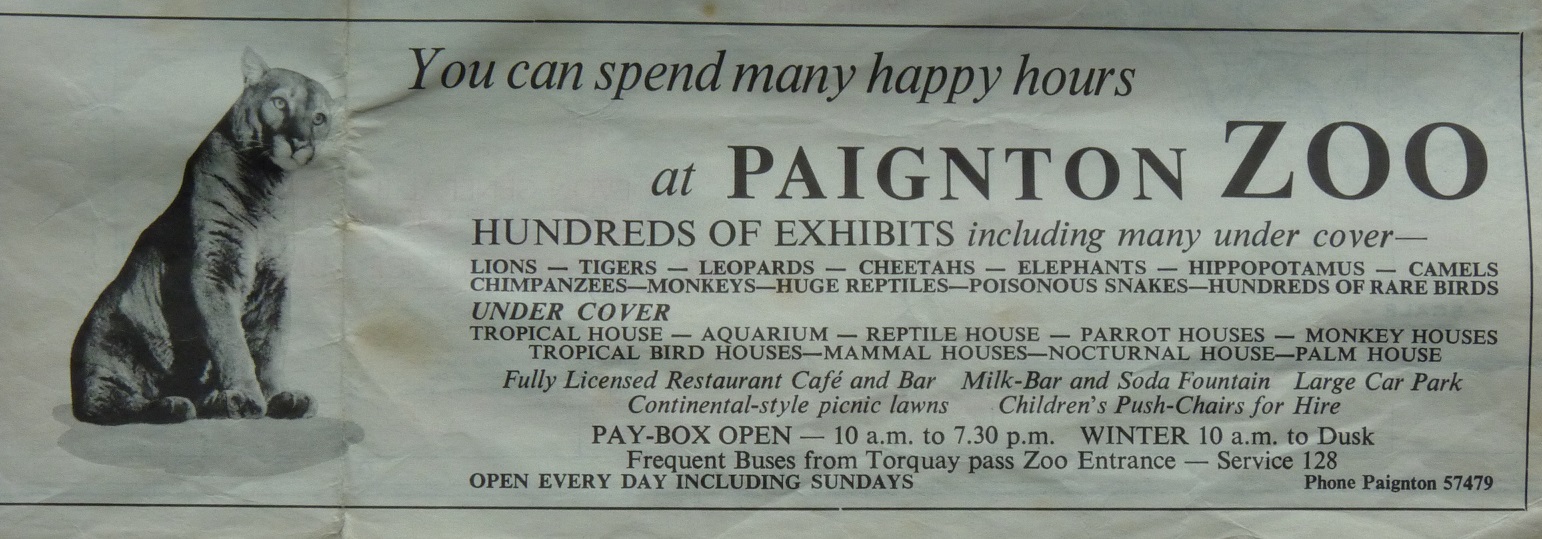 You can spend many happy hours
at PAIGNTON ZOO
HUNDREDS OF EXHIBITS including many under cover—
LIONS — TIGERS — LEOPARDS — CHEETAHS — ELEPHANTS — HIPPOPOTAMUS — CAMELS
CHIMPANZEES—MONKEYS—HUGE REPTILES—POISONOUS SNAKES—HUNDREDS OF RARE BIRDS
UNDER COVER
TROPICAL HOUSE — AQUARIUM — REPTILE HOUSE — PARROT HOUSES — MONKEY HOUSES
TROPICAL BIRD HOUSES—MAMMAL HOUSES—NOCTURNAL HOUSE—PALM HOUSE
Fully Licensed Restaurant Café and Bar Milk-Bar and Soda Fountain Large Car Park
Continental-style picnic lawns Children's Push-Chairs for Hire
PAY-BOX OPEN — 10 a.m. to 7.30 p.m. WINTER 10 a.m. to Dusk
Frequent Buses from Torquay pass Zoo Entrance — Service 128
OPEN EVERY DAY INCLUDING SUNDAYS Phone Paignton 57479